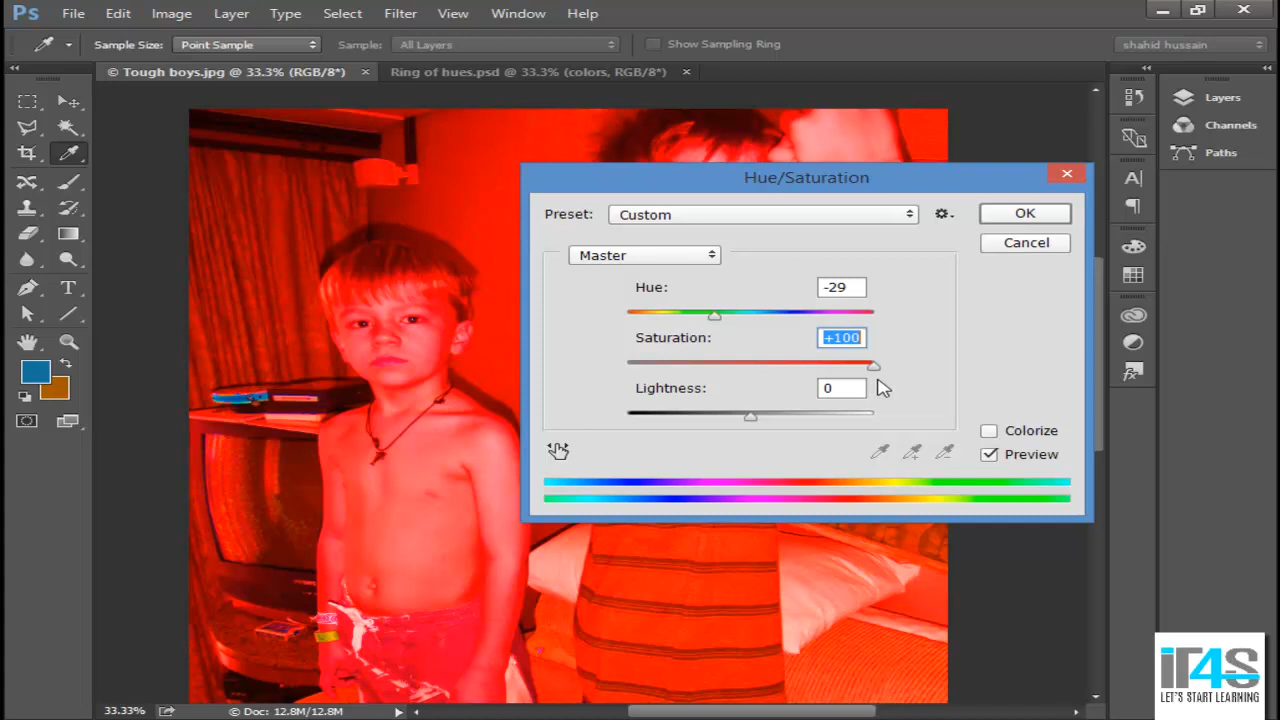 Ps File Edit Image Layer Type Select Filter View Window Help
Sample Size: Point Sample Sample: All Layers Show Sampling Ring shahid hussain
© Tough boys.jpg @ 33.3% (RGB/8*) × Ring of hues.psd @ 33.3% (colors, RGB/8*) ×
Layers
Channels
Paths
Hue/Saturation
Preset: Custom OK
Cancel
Master
Hue: -29
Saturation: +100
Lightness: 0
Colorize
Preview
iT4S
LET'S START LEARNING
33.33% © Doc: 12.8M/12.8M